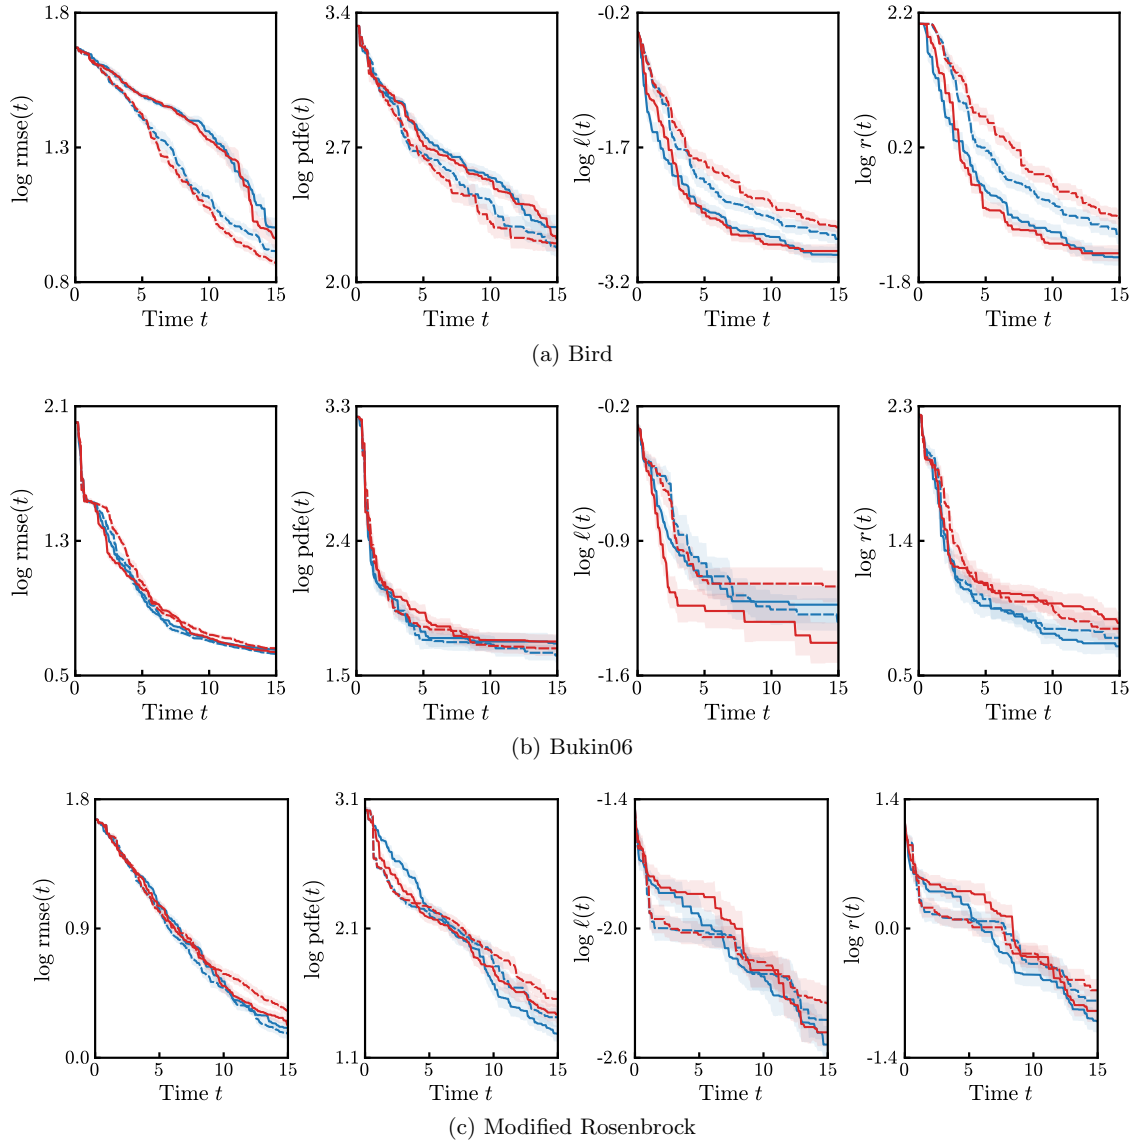 1.8
1.3
0.8
log rmse(t)
0 5 10 15
Time t
3.4
2.7
2.0
log pdfe(t)
0 5 10 15
Time t
-0.2
-1.7
-3.2
log ℓ(t)
0 5 10 15
Time t
2.2
0.2
-1.8
log r(t)
0 5 10 15
Time t
(a) Bird
2.1
1.3
0.5
log rmse(t)
0 5 10 15
Time t
3.3
2.4
1.5
log pdfe(t)
0 5 10 15
Time t
-0.2
-0.9
-1.6
log ℓ(t)
0 5 10 15
Time t
2.3
1.4
0.5
log r(t)
0 5 10 15
Time t
(b) Bukin06
1.8
0.9
0.0
log rmse(t)
0 5 10 15
Time t
3.1
2.1
1.1
log pdfe(t)
0 5 10 15
Time t
-1.4
-2.0
-2.6
log ℓ(t)
0 5 10 15
Time t
1.4
0.0
-1.4
log r(t)
0 5 10 15
Time t
(c) Modified Rosenbrock